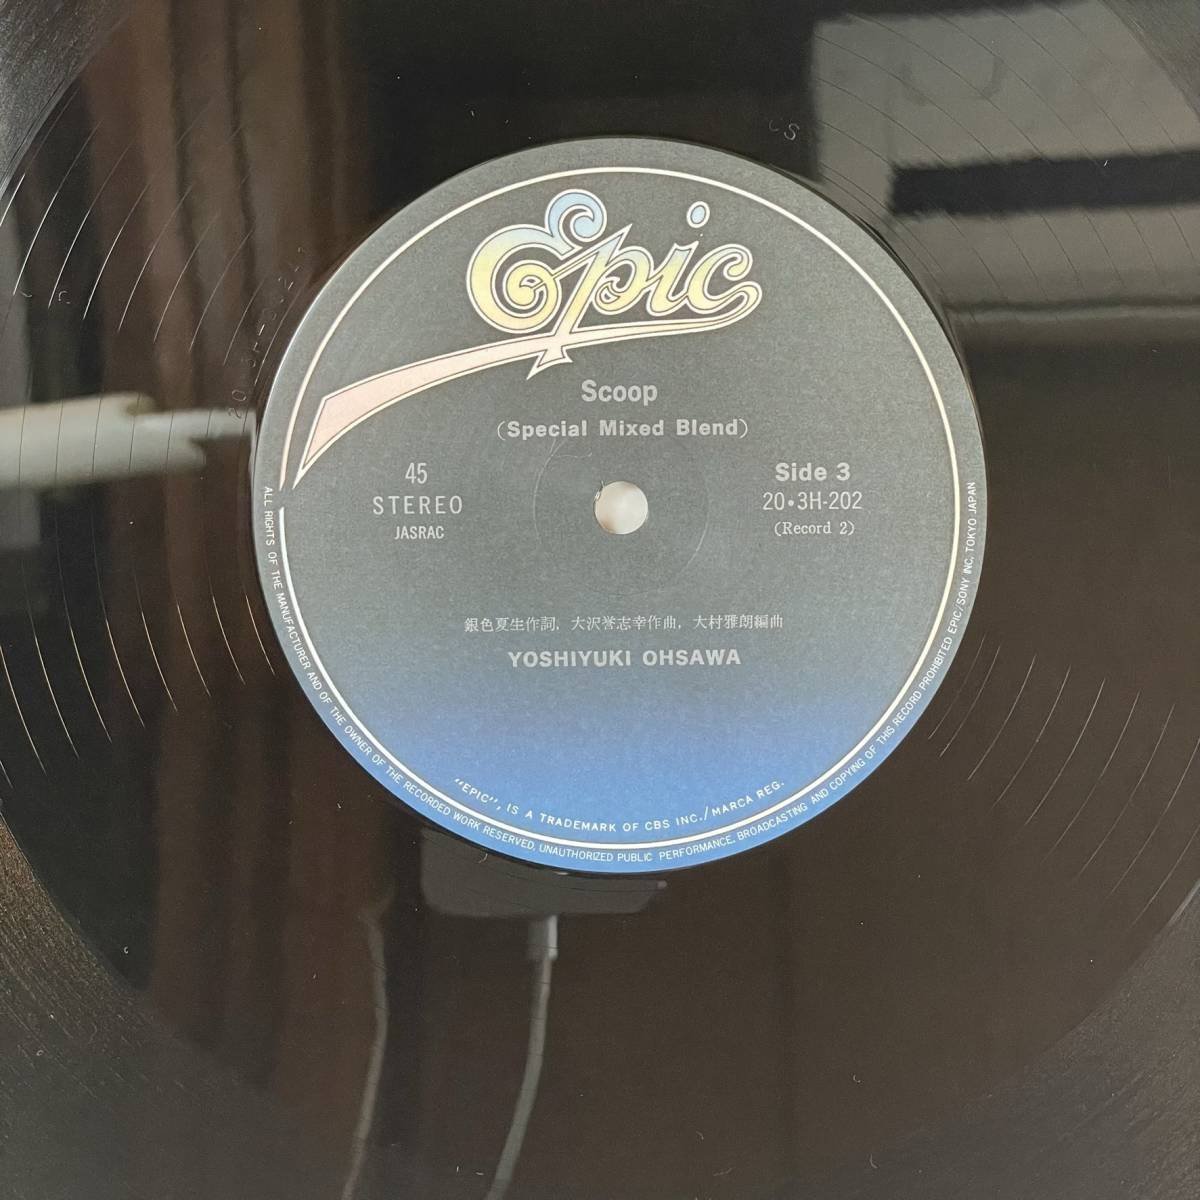 Epic
Scoop
(Special Mixed Blend)
45
STEREO
JASRAC
Side 3
20•3H-202
(Record 2)
銀色夏生作詞, 大沢誉志幸作曲, 大村雅朗編曲
YOSHIYUKI OHSAWA
"EPIC", IS A TRADEMARK OF CBS INC./MARCA REG.
ALL RIGHTS OF THE MANUFACTURER AND OF THE OWNER OF THE RECORDED WORK RESERVED. UNAUTHORIZED PUBLIC PERFORMANCE, BROADCASTING AND COPYING OF THIS RECORD PROHIBITED EPIC/SONY INC. TOKYO JAPAN